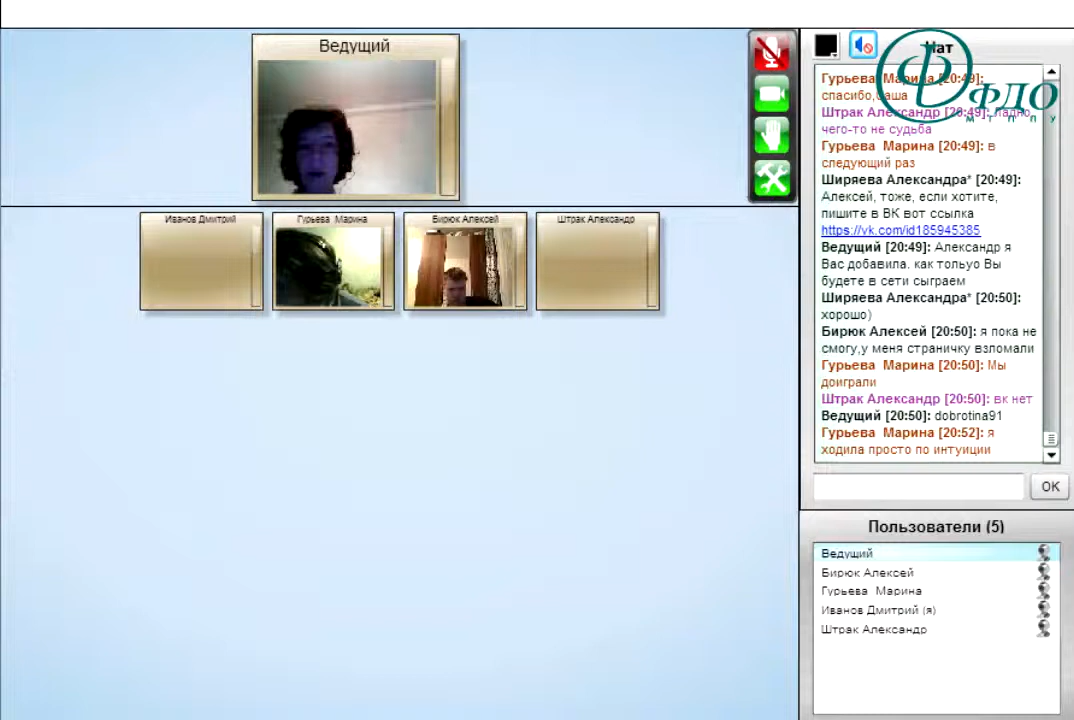 Ведущий
Иванов Дмитрий
Гурьева Марина
Бирюк Алексей
Штрак Александр
Чат
ФДО
МГППУ
Гурьева Марина [20:49]:
спасибо,Саша
Штрак Александр [20:49]: ладно,
чего-то не судьба
Гурьева Марина [20:49]: в
следующий раз
Ширяева Александра* [20:49]:
Алексей, тоже, если хотите,
пишите в ВК вот ссылка
https://vk.com/id185945385
Ведущий [20:49]: Александр я
Вас добавила. как тольуо Вы
будете в сети сыграем
Ширяева Александра* [20:50]:
хорошо)
Бирюк Алексей [20:50]: я пока не
смогу,у меня страничку взломали
Гурьева Марина [20:50]: Мы
доиграли
Штрак Александр [20:50]: вк нет
Ведущий [20:50]: dobrotina91
Гурьева Марина [20:52]: я
ходила просто по интуиции
OK
Пользователи (5)
Ведущий
Бирюк Алексей
Гурьева Марина
Иванов Дмитрий (я)
Штрак Александр